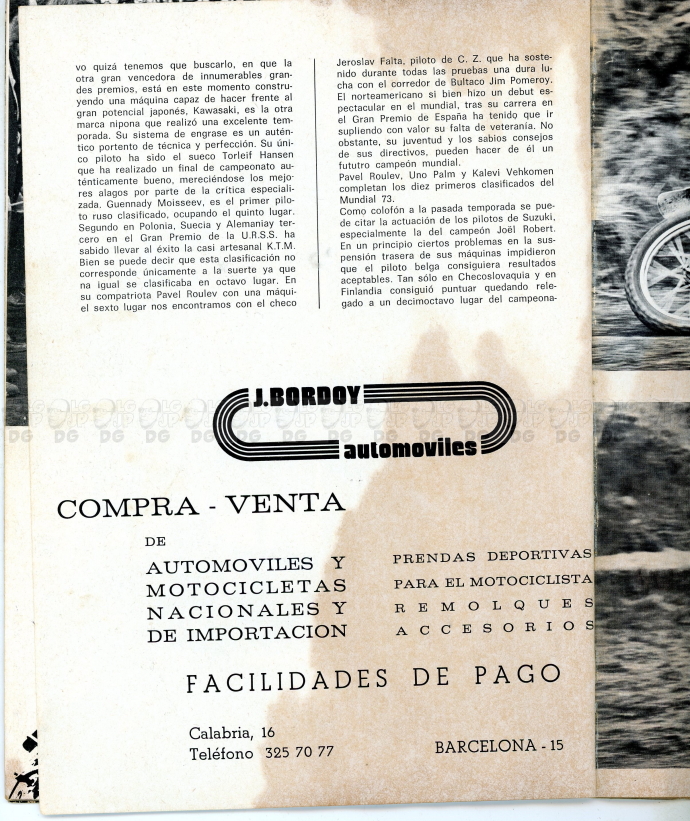 vo quizá tenemos que buscarlo, en que la
otra gran vencedora de innumerables gran-
des premios, está en este momento constru-
yendo una máquina capaz de hacer frente al
gran potencial japonés, Kawasaki, es la otra
marca nipona que realizó una excelente tem-
porada. Su sistema de engrase es un autén-
tico portento de técnica y perfección. Su úni-
co piloto ha sido el sueco Torleif Hansen
que ha realizado un final de campeonato au-
ténticamente bueno, mereciéndose los mejo-
res alagos por parte de la crítica especiali-
zada. Guennady Moisseev, es el primer pilo-
to ruso clasificado, ocupando el quinto lugar.
Segundo en Polonia, Suecia y Alemaniay ter-
cero en el Gran Premio de la U.R.S.S. ha
sabido llevar al éxito la casi artesanal K.T.M.
Bien se puede decir que esta clasificación no
corresponde únicamente a la suerte ya que
na igual se clasificaba en octavo lugar. En
su compatriota Pavel Roulev con una máqui-
el sexto lugar nos encontramos con el checo
Jeroslav Falta, piloto de C. Z. que ha soste-
nido durante todas las pruebas una dura lu-
cha con el corredor de Bultaco Jim Pomeroy.
El norteamericano si bien hizo un debut es-
pectacular en el mundial, tras su carrera en
el Gran Premio de España ha tenido que ir
supliendo con valor su falta de veterania. No
obstante, su juventud y los sabios consejos
de sus directivos, pueden hacer de él un
fututro campeón mundial.
Pavel Roulev, Uno Palm y Kalevi Vehkomen
completan los diez primeros clasificados del
Mundial 73.
Como colofón a la pasada temporada se pue-
de citar la actuación de los pilotos de Suzuki,
especialmente la del campeón Joël Robert.
En un principio ciertos problemas en la sus-
pensión trasera de sus máquinas impidieron
que el piloto belga consiguiera resultados
aceptables. Tan sólo en Checoslovaquia y en
Finlandia consiguió puntuar quedando rele-
gado a un decimoctavo lugar del campeona-
J.BORDOY
automoviles
COMPRA - VENTA
DE
AUTOMOVILES Y
MOTOCICLETAS
NACIONALES Y
DE IMPORTACION
PRENDAS DEPORTIVAS
PARA EL MOTOCICLISTA
REMOLQUES
ACCESORIOS
FACILIDADES DE PAGO
Calabria, 16
Teléfono 325 70 77
BARCELONA - 15
DG DG DG DG DG DG DG DG DG DG DG DG DG